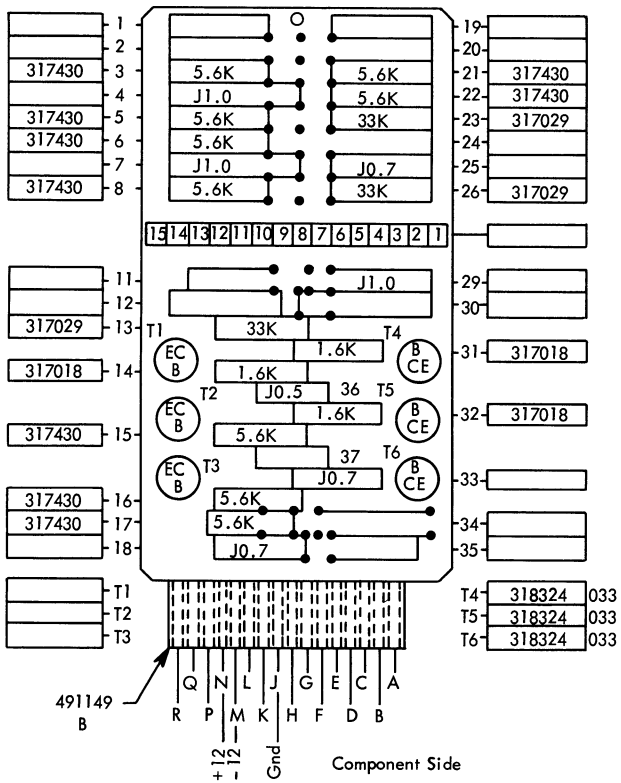 1 19
2 20
317430 3 5.6K 5.6K 21 317430
4 J1.0 5.6K 22 317430
317430 5 5.6K 33K 23 317029
317430 6 5.6K 24
7 J1.0 J0.7 25
317430 8 5.6K 33K 26 317029
15 14 13 12 11 10 9 8 7 6 5 4 3 2 1
11 J1.0 29
12 30
317029 13 T1 33K T4
EC B 1.6K B CE 31 317018
317018 14 1.6K
T2 J0.5 36 T5
EC B 1.6K B CE 32 317018
317430 15 5.6K
37 T6
EC B T3 J0.7 B CE 33
317430 16 5.6K
317430 17 5.6K 34
18 J0.7 35
T1 T4 318324 033
T2 T5 318324 033
T3 T6 318324 033
Q N L J G E C A
491149
B
R P M K H F D B
+12 -12 Gnd
Component Side